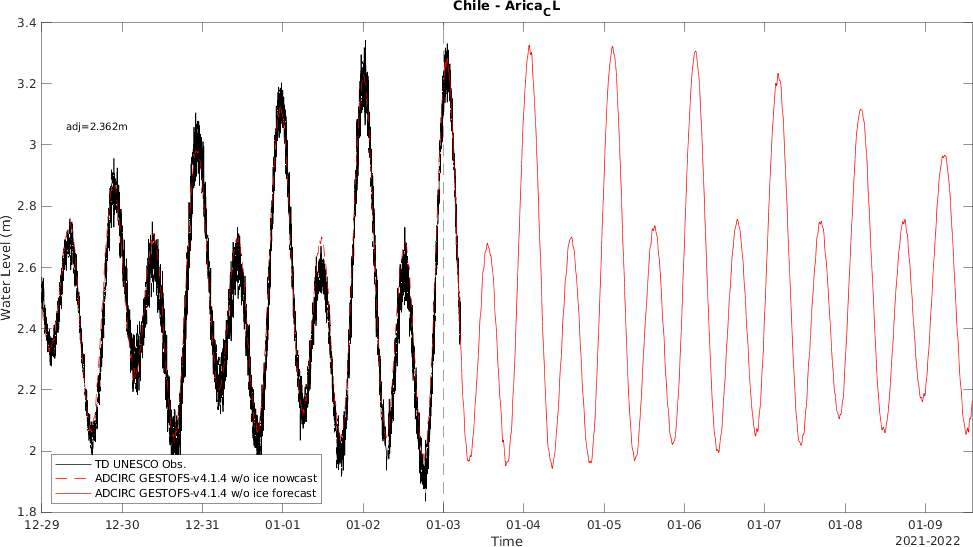 Chile - Arica_CL
3.4
3.2
3
2.8
2.6
2.4
2.2
2
1.8
Water Level (m)
adj=2.362m
TD UNESCO Obs.
ADCIRC GESTOFS-v4.1.4 w/o ice nowcast
ADCIRC GESTOFS-v4.1.4 w/o ice forecast
12-29 12-30 12-31 01-01 01-02 01-03 01-04 01-05 01-06 01-07 01-08 01-09
Time
2021-2022